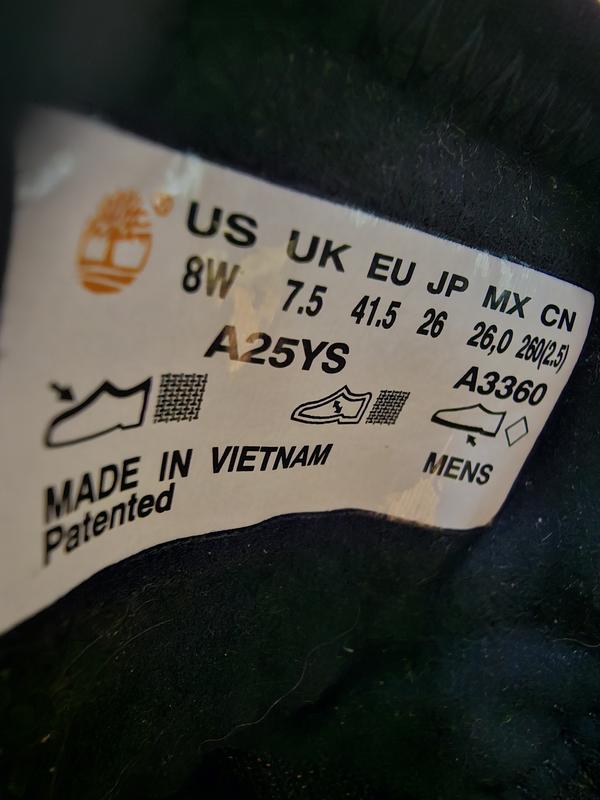 US UK EU JP MX CN
8W 7.5 41.5 26 26,0 260(2.5)
A25YS A3360
MADE IN VIETNAM MENS
Patented